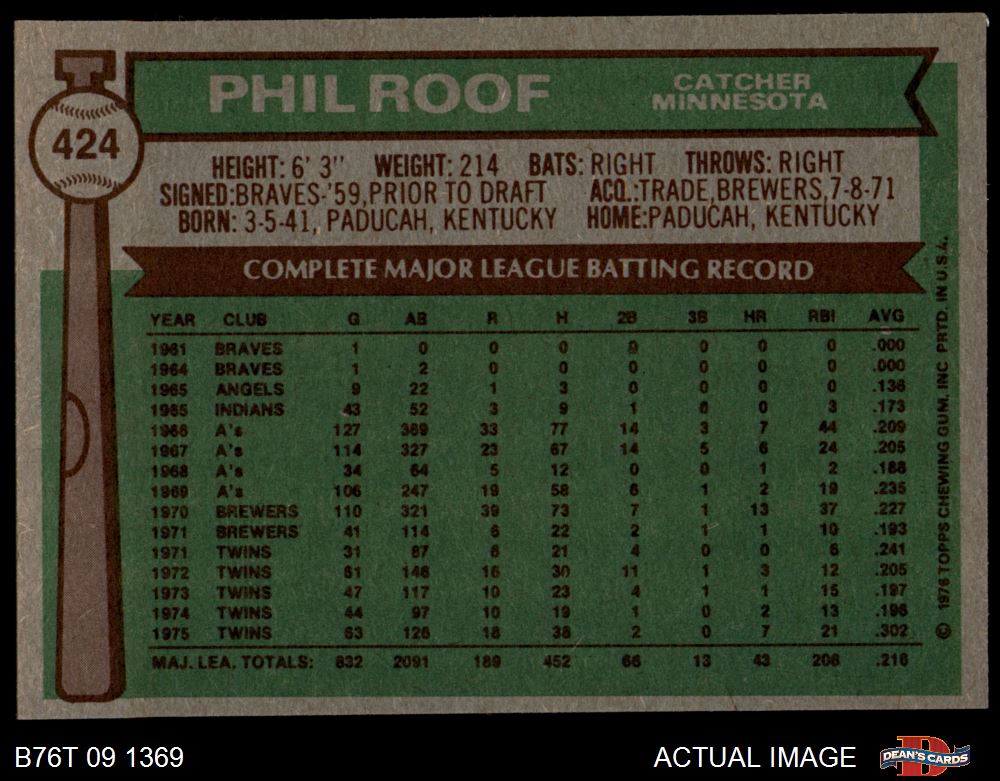 PHIL ROOF
CATCHER
MINNESOTA
424
HEIGHT: 6' 3" WEIGHT: 214 BATS: RIGHT THROWS: RIGHT
SIGNED:BRAVES-'59,PRIOR TO DRAFT ACQ.:TRADE,BREWERS,7-8-71
BORN: 3-5-41, PADUCAH, KENTUCKY HOME:PADUCAH, KENTUCKY
COMPLETE MAJOR LEAGUE BATTING RECORD
YEAR CLUB G AB R H 2B 3B HR RBI AVG
1961 BRAVES 1 0 0 0 0 0 0 0 .000
1964 BRAVES 1 2 0 0 0 0 0 0 .000
1965 ANGELS 9 22 1 3 0 0 0 0 .136
1965 INDIANS 43 52 3 9 1 0 0 3 .173
1966 A's 127 369 33 77 14 3 7 44 .209
1967 A's 114 327 23 67 14 5 6 24 .205
1968 A's 34 64 5 12 0 0 1 2 .188
1969 A's 106 247 19 58 6 1 2 19 .235
1970 BREWERS 110 321 39 73 7 1 13 37 .227
1971 BREWERS 41 114 6 22 2 1 1 10 .193
1971 TWINS 31 87 6 21 4 0 0 6 .241
1972 TWINS 61 146 16 30 11 1 3 12 .205
1973 TWINS 47 117 10 23 4 1 1 15 .197
1974 TWINS 44 97 10 19 1 0 2 13 .196
1975 TWINS 63 126 18 38 2 0 7 21 .302
MAJ. LEA. TOTALS: 832 2091 189 452 66 13 43 206 .216
© 1976 TOPPS CHEWING GUM, INC PRTD. IN U.S.A.
B76T 09 1369 ACTUAL IMAGE
DEAN'S CARDS